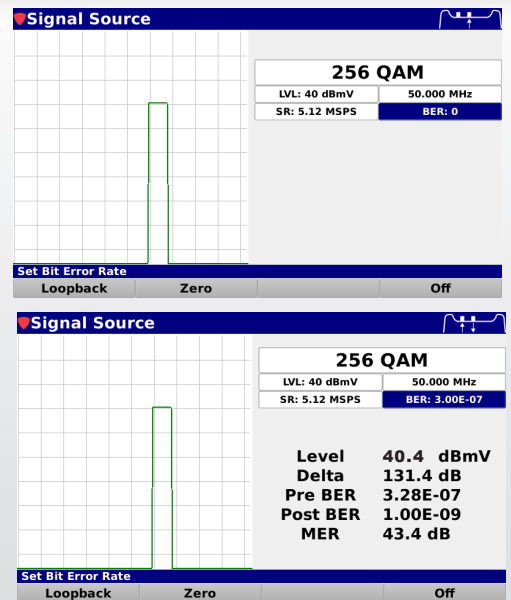 Signal Source
256 QAM
LVL: 40 dBmV 50.000 MHz
SR: 5.12 MSPS BER: 0
Set Bit Error Rate
Loopback Zero Off
Signal Source
256 QAM
LVL: 40 dBmV 50.000 MHz
SR: 5.12 MSPS BER: 3.00E-07
Level 40.4 dBmV
Delta 131.4 dB
Pre BER 3.28E-07
Post BER 1.00E-09
MER 43.4 dB
Set Bit Error Rate
Loopback Zero Off